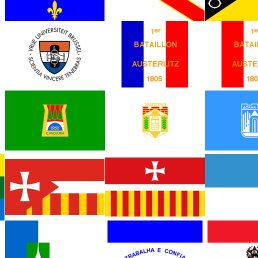 VRIJE UNIVERSITEIT BRUSSEL
SCIENTIA VINCERE TENEBRAS
1er
BATAILLON
AUSTERLITZ
1805
1er
BATAILLON
AUSTERLITZ
1805
TRABALHA E CONFIA